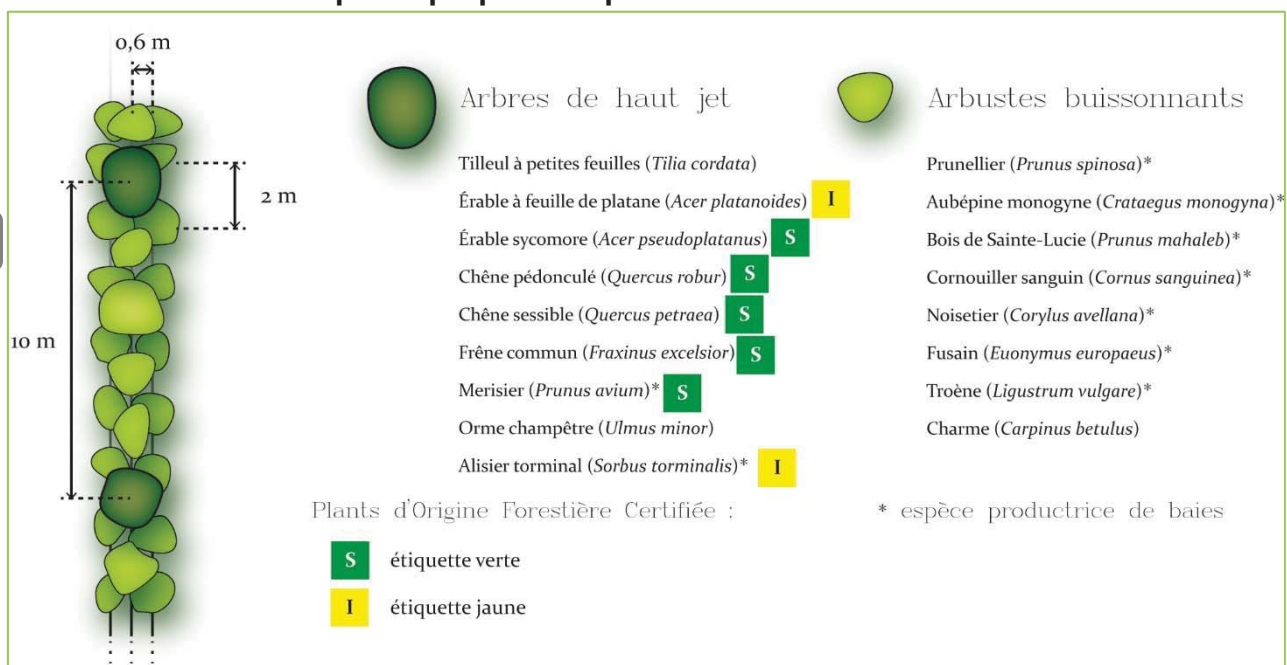 0,6 m
2 m
10 m
Arbres de haut jet
Tilleul à petites feuilles (Tilia cordata)
Érable à feuille de platane (Acer platanoides) I
Érable sycomore (Acer pseudoplatanus) S
Chêne pédonculé (Quercus robur) S
Chêne sessible (Quercus petraea) S
Frêne commun (Fraxinus excelsior) S
Merisier (Prunus avium)* S
Orme champêtre (Ulmus minor)
Alisier torminal (Sorbus torminalis)* I
Arbustes buissonnants
Prunellier (Prunus spinosa)*
Aubépine monogyne (Crataegus monogyna)*
Bois de Sainte-Lucie (Prunus mahaleb)*
Cornouiller sanguin (Cornus sanguinea)*
Noisetier (Corylus avellana)*
Fusain (Euonymus europaeus)*
Troène (Ligustrum vulgare)*
Charme (Carpinus betulus)
Plants d'Origine Forestière Certifiée :
S étiquette verte
I étiquette jaune
* espèce productrice de baies